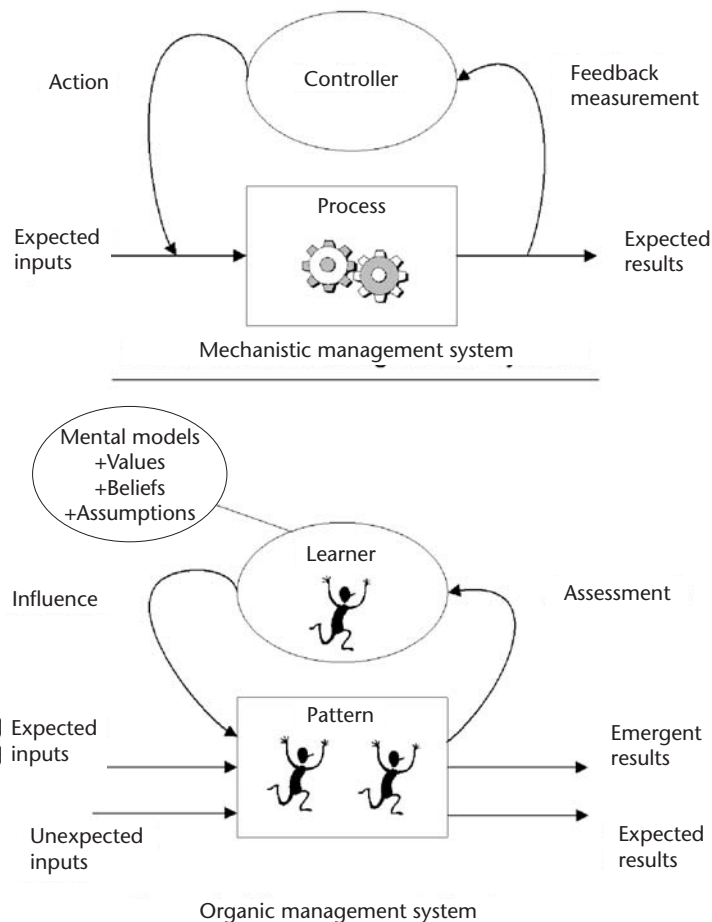 Controller
Action
Feedback
measurement
Process
Expected
inputs
Expected
results
Mechanistic management system
Mental models
+Values
+Beliefs
+Assumptions
Learner
Influence
Assessment
Pattern
Expected
inputs
Emergent
results
Unexpected
inputs
Expected
results
Organic management system